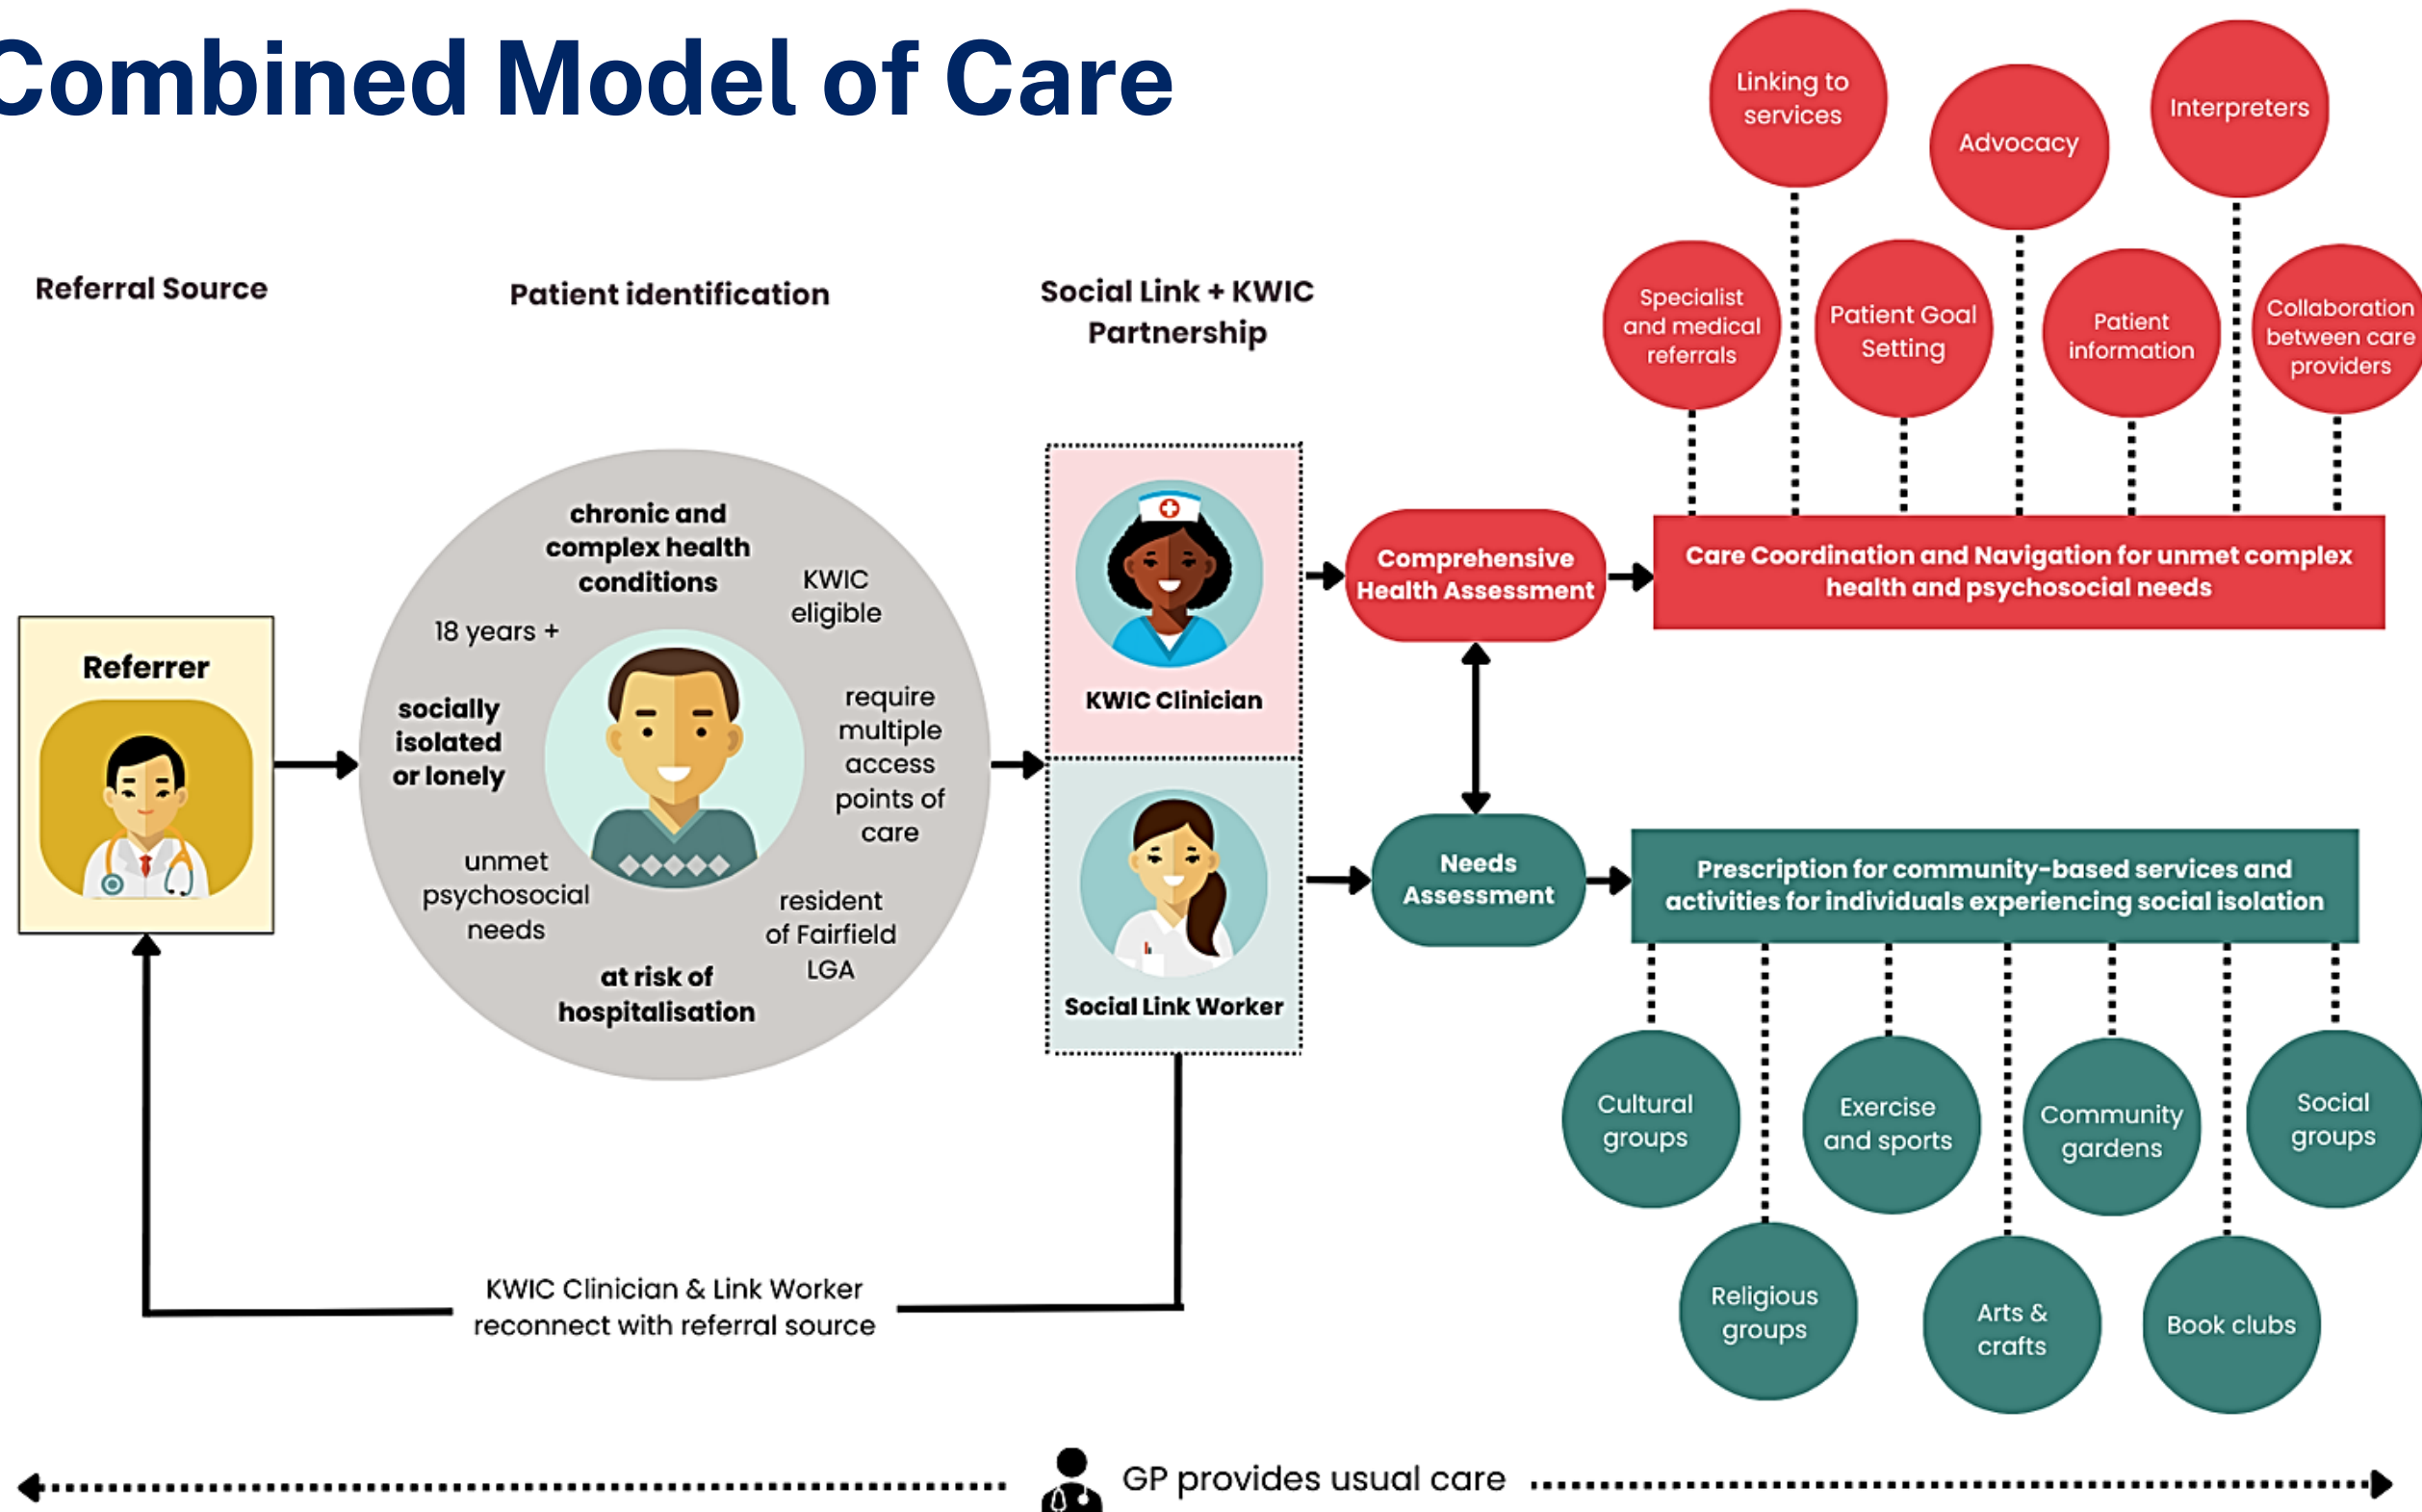 Combined Model of Care
Referral Source
Patient identification
Social Link + KWIC
Partnership
Referrer
chronic and
complex health
conditions
KWIC
eligible
18 years +
socially
isolated
or lonely
require
multiple
access
points of
care
unmet
psychosocial
needs
resident
of Fairfield
LGA
at risk of
hospitalisation
KWIC Clinician
Social Link Worker
KWIC Clinician & Link Worker
reconnect with referral source
Comprehensive
Health Assessment
Needs
Assessment
Linking to
services
Advocacy
Interpreters
Specialist
and medical
referrals
Patient Goal
Setting
Patient
information
Collaboration
between care
providers
Care Coordination and Navigation for unmet complex
health and psychosocial needs
Prescription for community-based services and
activities for individuals experiencing social isolation
Cultural
groups
Exercise
and sports
Community
gardens
Social
groups
Religious
groups
Arts &
crafts
Book clubs
GP provides usual care